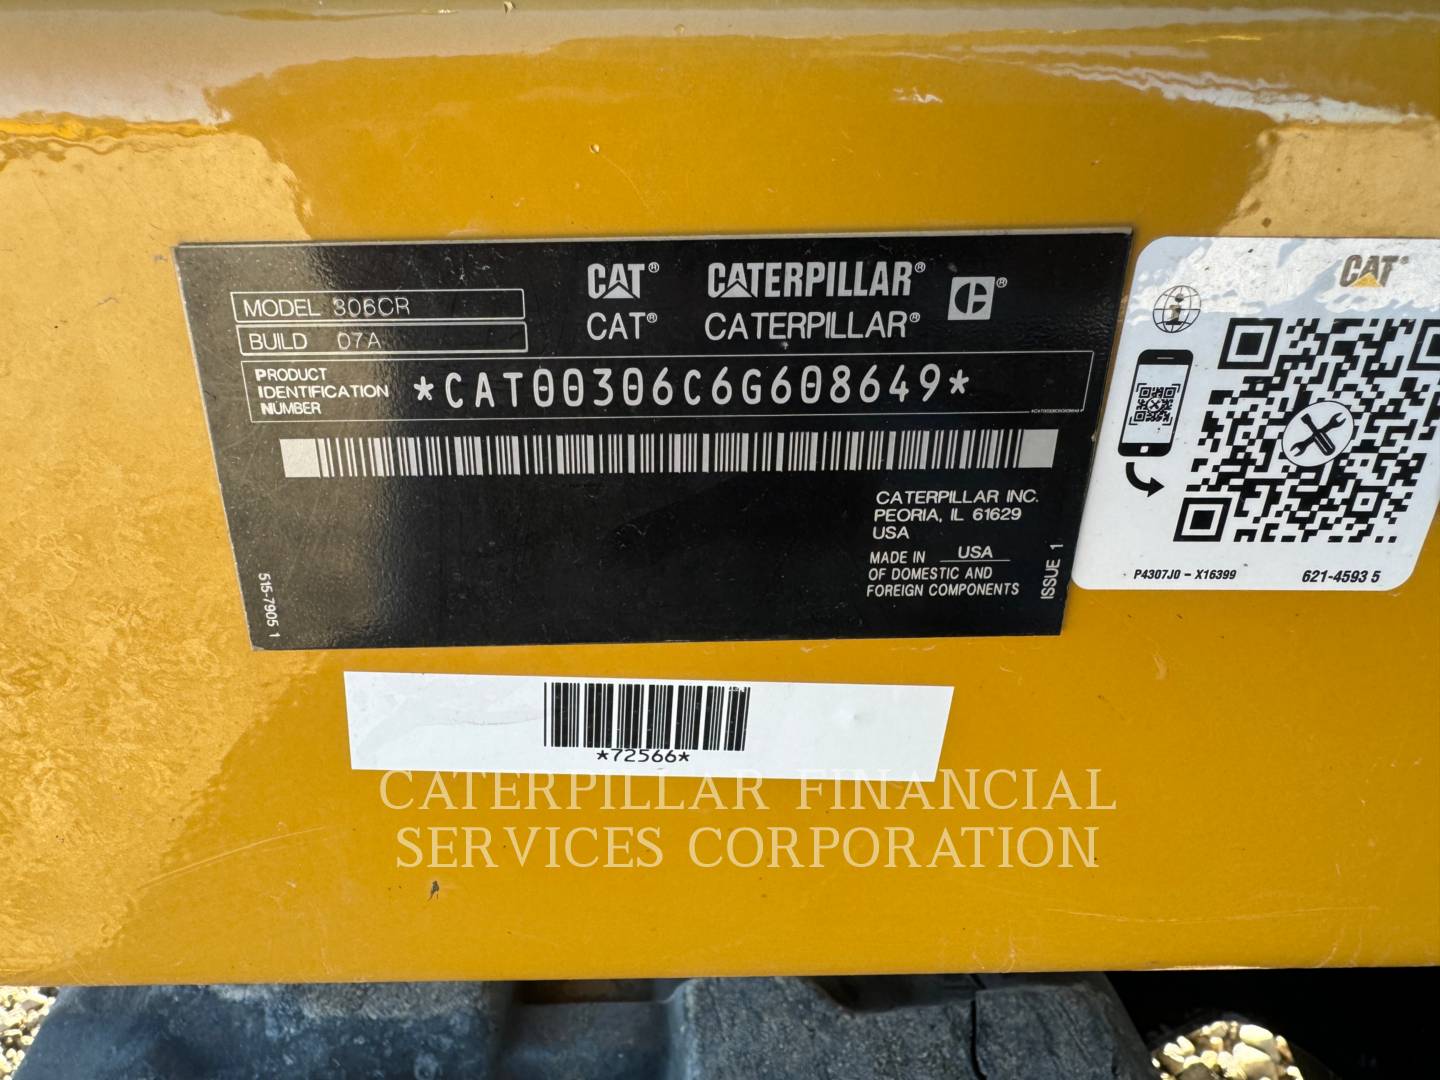 MODEL 306CR
BUILD 07A
CAT® CATERPILLAR® C®
CAT® CATERPILLAR®
PRODUCT
IDENTIFICATION
NUMBER
*CAT00306C6G608649*
CATERPILLAR INC.
PEORIA, IL 61629
USA
MADE IN USA
OF DOMESTIC AND
FOREIGN COMPONENTS
ISSUE 1
515-7905 1
CAT®
i
P4307J0 - X16399 621-4593 5
*72566*
CATERPILLAR FINANCIAL
SERVICES CORPORATION